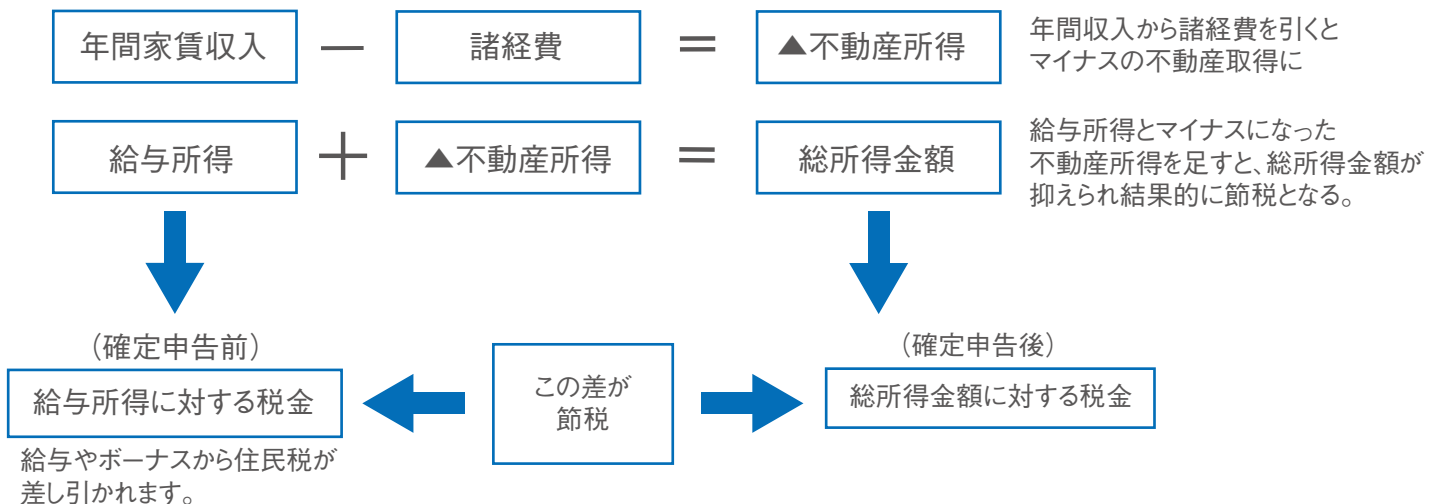 年間家賃収入 − 諸経費 = ▲不動産所得
年間収入から諸経費を引くと
マイナスの不動産取得に
給与所得 + ▲不動産所得 = 総所得金額
給与所得とマイナスになった
不動産所得を足すと、総所得金額が
抑えられ結果的に節税となる。
(確定申告前)
給与所得に対する税金
給与やボーナスから住民税が
差し引かれます。
この差が
節税
(確定申告後)
総所得金額に対する税金